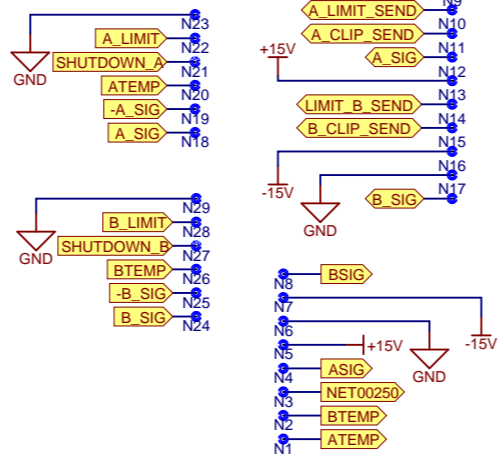 N23
A_LIMIT
N22
SHUTDOWN_A
N21
ATEMP
N20
-A_SIG
N19
A_SIG
N18
GND
N29
B_LIMIT
N28
SHUTDOWN_B
N27
BTEMP
N26
-B_SIG
N25
B_SIG
N24
GND
A_LIMIT_SEND
N9
A_CLIP_SEND
N10
A_SIG
N11
+15V
N12
LIMIT_B_SEND
N13
B_CLIP_SEND
N14
N15
-15V
N16
GND
B_SIG
N17
BSIG
N8
N7
-15V
N6
GND
N5
+15V
ASIG
N4
NET00250
N3
BTEMP
N2
ATEMP
N1